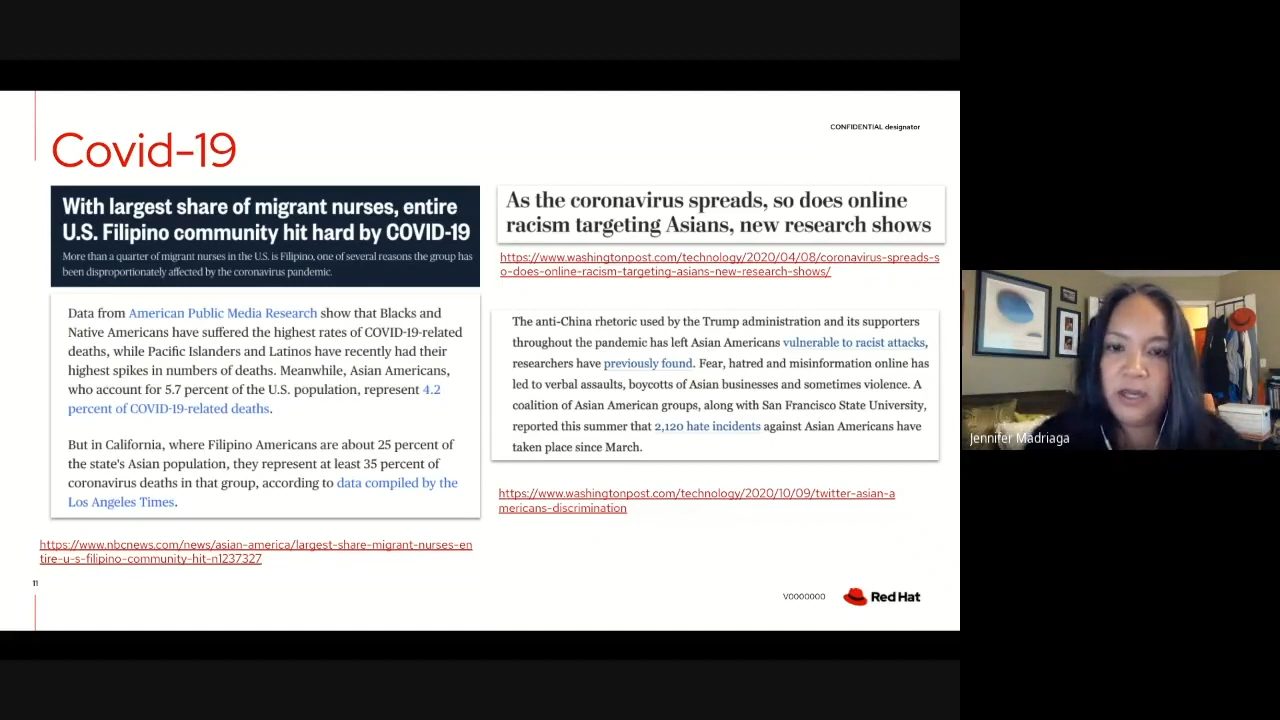 CONFIDENTIAL designator
Covid-19
With largest share of migrant nurses, entire
U.S. Filipino community hit hard by COVID-19
More than a quarter of migrant nurses in the U.S. is Filipino, one of several reasons the group has
been disproportionately affected by the coronavirus pandemic.
Data from American Public Media Research show that Blacks and
Native Americans have suffered the highest rates of COVID-19-related
deaths, while Pacific Islanders and Latinos have recently had their
highest spikes in numbers of deaths. Meanwhile, Asian Americans,
who account for 5.7 percent of the U.S. population, represent 4.2
percent of COVID-19-related deaths.
But in California, where Filipino Americans are about 25 percent of
the state's Asian population, they represent at least 35 percent of
coronavirus deaths in that group, according to data compiled by the
Los Angeles Times.
https://www.nbcnews.com/news/asian-america/largest-share-migrant-nurses-en
tire-u-s-filipino-community-hit-n1237327
As the coronavirus spreads, so does online
racism targeting Asians, new research shows
https://www.washingtonpost.com/technology/2020/04/08/coronavirus-spreads-s
o-does-online-racism-targeting-asians-new-research-shows/
The anti-China rhetoric used by the Trump administration and its supporters
throughout the pandemic has left Asian Americans vulnerable to racist attacks,
researchers have previously found. Fear, hatred and misinformation online has
led to verbal assaults, boycotts of Asian businesses and sometimes violence. A
coalition of Asian American groups, along with San Francisco State University,
reported this summer that 2,120 hate incidents against Asian Americans have
taken place since March.
https://www.washingtonpost.com/technology/2020/10/09/twitter-asian-a
mericans-discrimination
11
V0000000
Red Hat
Jennifer Madriaga